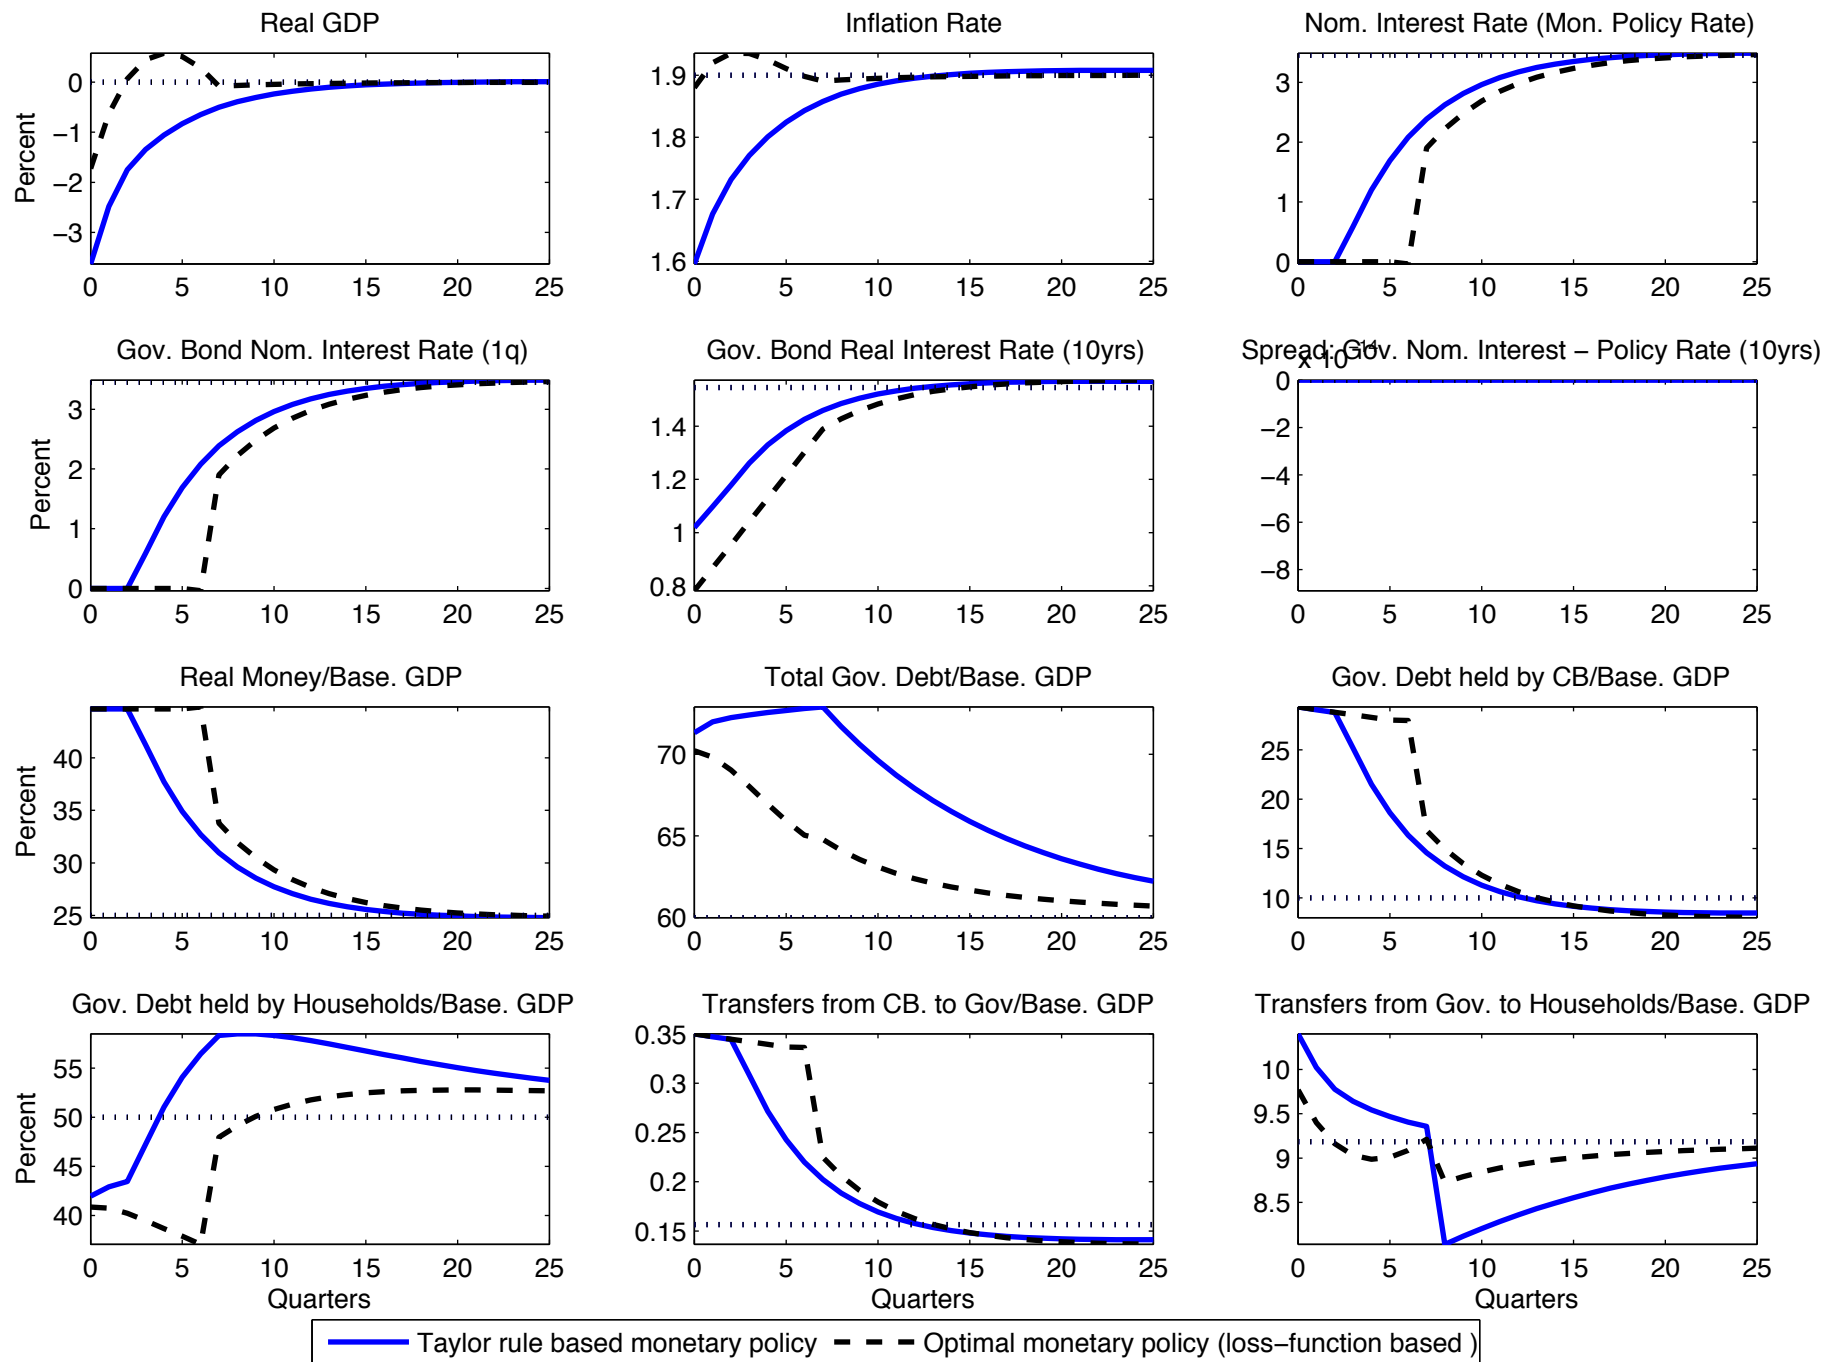 Real GDP
Inflation Rate
Nom. Interest Rate (Mon. Policy Rate)
Percent
0
−1
−2
−3
0 5 10 15 20 25
1.9
1.8
1.7
1.6
0 5 10 15 20 25
3
2
1
0
0 5 10 15 20 25
Gov. Bond Nom. Interest Rate (1q)
Gov. Bond Real Interest Rate (10yrs)
Spread: Gov. Nom. Interest − Policy Rate (10yrs)
x 10⁻¹⁴
Percent
3
2
1
0
0 5 10 15 20 25
1.4
1.2
1
0.8
0 5 10 15 20 25
0
−2
−4
−6
−8
0 5 10 15 20 25
Real Money/Base. GDP
Total Gov. Debt/Base. GDP
Gov. Debt held by CB/Base. GDP
Percent
40
35
30
25
0 5 10 15 20 25
70
65
60
0 5 10 15 20 25
25
20
15
10
0 5 10 15 20 25
Gov. Debt held by Households/Base. GDP
Transfers from CB. to Gov/Base. GDP
Transfers from Gov. to Households/Base. GDP
Percent
55
50
45
40
0 5 10 15 20 25
Quarters
0.35
0.3
0.25
0.2
0.15
0 5 10 15 20 25
Quarters
10
9.5
9
8.5
0 5 10 15 20 25
Quarters
Taylor rule based monetary policy
Optimal monetary policy (loss−function based )